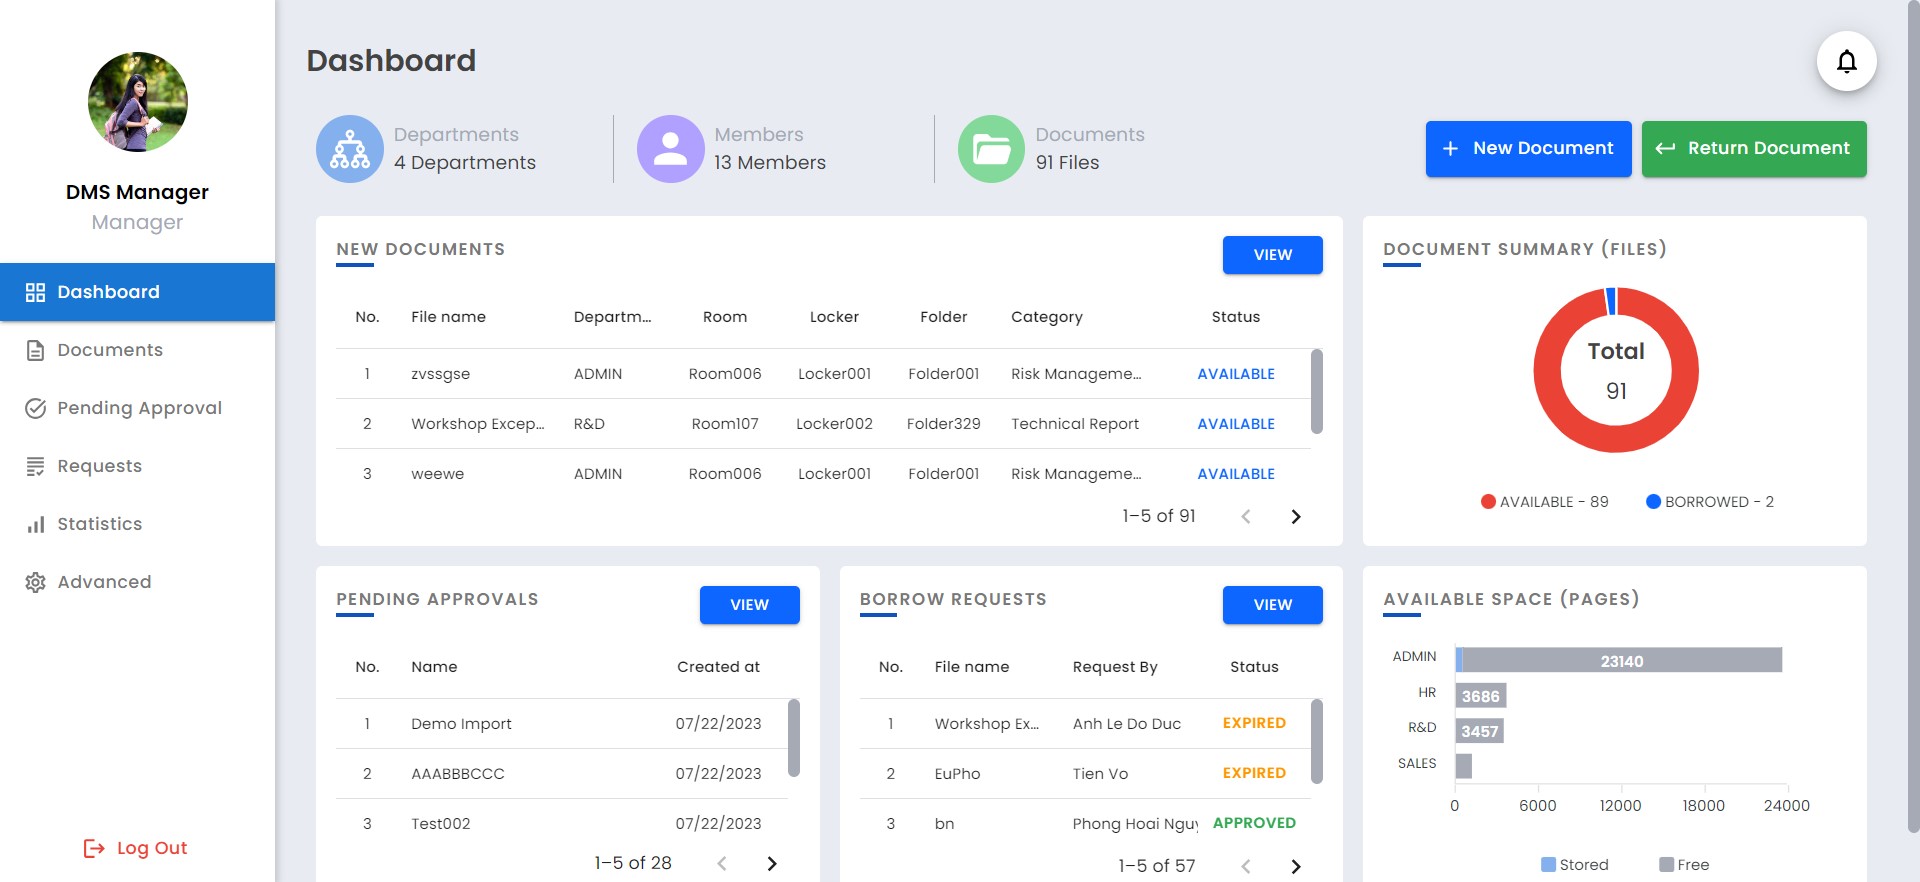 DMS Manager
Manager
Dashboard
Documents
Pending Approval
Requests
Statistics
Advanced
Log Out
Dashboard
Departments
4 Departments
Members
13 Members
Documents
91 Files
New Document
Return Document
NEW DOCUMENTS
VIEW
No. File name Departm... Room Locker Folder Category Status
1 zvssgse ADMIN Room006 Locker001 Folder001 Risk Manageme... AVAILABLE
2 Workshop Excep... R&D Room107 Locker002 Folder329 Technical Report AVAILABLE
3 weewe ADMIN Room006 Locker001 Folder001 Risk Manageme... AVAILABLE
1–5 of 91
DOCUMENT SUMMARY (FILES)
Total
91
AVAILABLE - 89 BORROWED - 2
PENDING APPROVALS
VIEW
No. Name Created at
1 Demo Import 07/22/2023
2 AAABBBCCC 07/22/2023
3 Test002 07/22/2023
1–5 of 28
BORROW REQUESTS
VIEW
No. File name Request By Status
1 Workshop Ex... Anh Le Do Duc EXPIRED
2 EuPho Tien Vo EXPIRED
3 bn Phong Hoai APPROVED
1–5 of 57
AVAILABLE SPACE (PAGES)
ADMIN 23140
HR 3686
R&D 3457
SALES
0 6000 12000 18000 24000
Stored Free